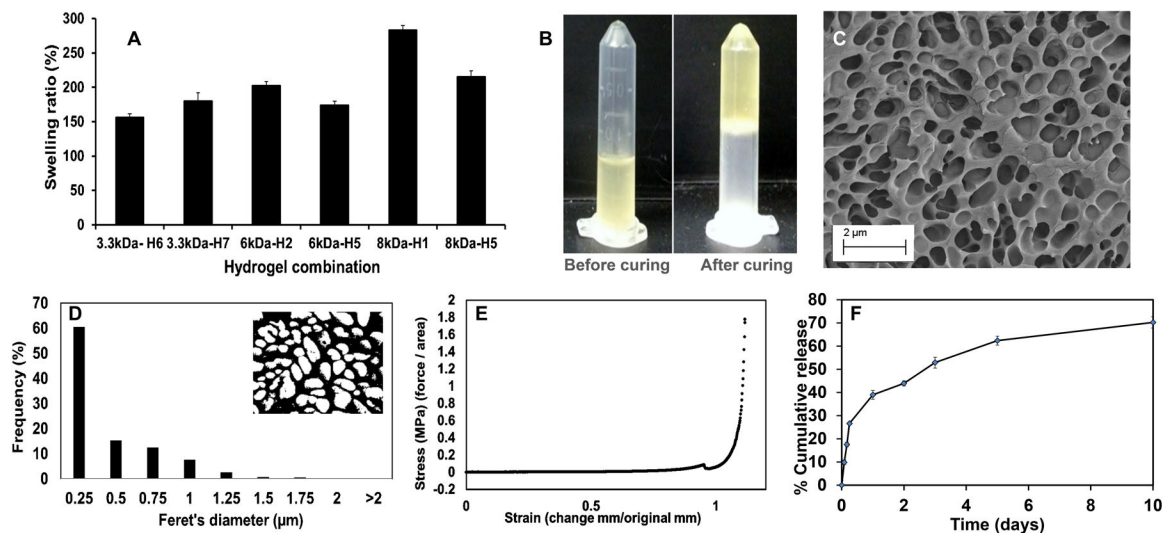 A
Swelling ratio (%)
300
250
200
150
100
50
0
3.3kDa- H6 3.3kDa-H7 6kDa-H2 6kDa-H5 8kDa-H1 8kDa-H5
Hydrogel combination
B
Before curing After curing
C
2 µm
D
Frequency (%)
70
60
50
40
30
20
10
0
0.25 0.5 0.75 1 1.25 1.5 1.75 2 >2
Feret's diameter (µm)
E
Stress (MPa) (force / area)
2
1.8
1.6
1.4
1.2
1
0.8
0.6
0.4
0.2
0
-0.2
0 0.5 1
Strain (change mm/original mm)
F
% Cumulative release
80
70
60
50
40
30
20
10
0
0 2 4 6 8 10
Time (days)